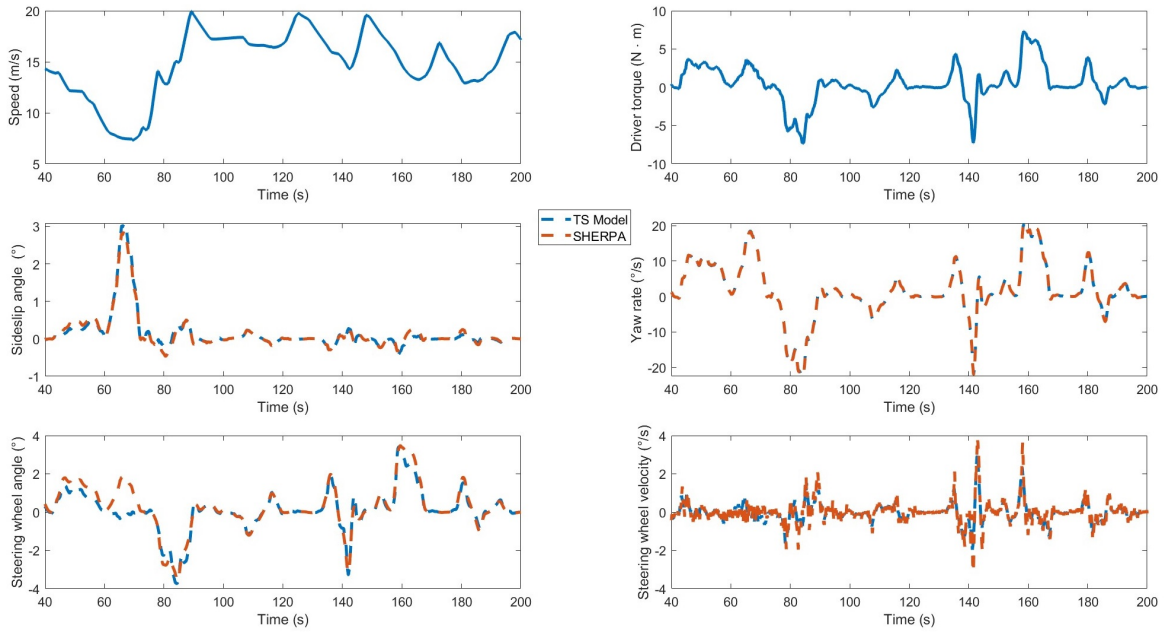 20
15
10
5
Speed (m/s)
40 60 80 100 120 140 160 180 200
Time (s)
10
5
0
-5
-10
Driver torque (N · m)
40 60 80 100 120 140 160 180 200
Time (s)
TS Model
SHERPA
3
2
1
0
-1
Sideslip angle (°)
40 60 80 100 120 140 160 180 200
Time (s)
20
10
0
-10
-20
Yaw rate (°/s)
40 60 80 100 120 140 160 180 200
Time (s)
4
2
0
-2
-4
Steering wheel angle (°)
40 60 80 100 120 140 160 180 200
Time (s)
4
2
0
-2
-4
Steering wheel velocity (°/s)
40 60 80 100 120 140 160 180 200
Time (s)